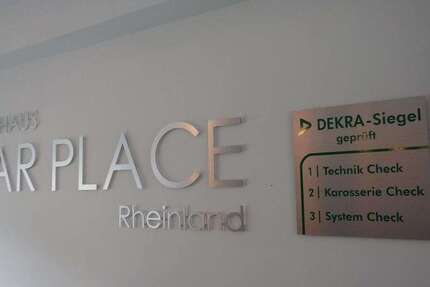 HAUS
AR PLACE
Rheinland
DEKRA-Siegel
geprüft
1 | Technik Check
2 | Karosserie Check
3 | System Check